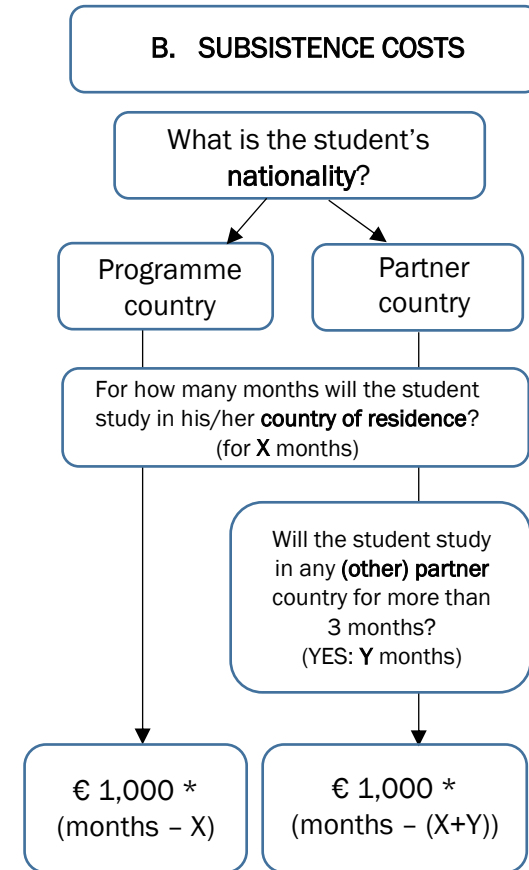 B. SUBSISTENCE COSTS
What is the student’s
nationality?
Programme
country
Partner
country
For how many months will the student
study in his/her country of residence?
(for X months)
Will the student study
in any (other) partner
country for more than
3 months?
(YES: Y months)
€ 1,000 *
(months – X)
€ 1,000 *
(months – (X+Y))